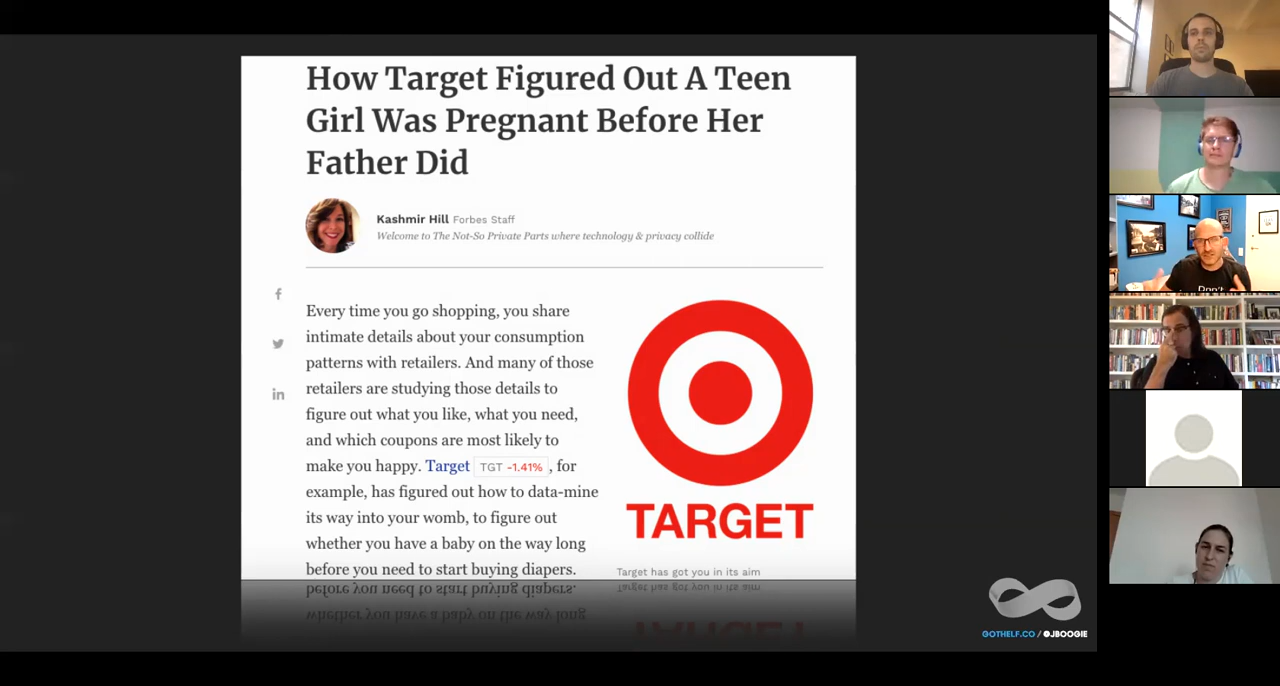 How Target Figured Out A Teen
Girl Was Pregnant Before Her
Father Did
Kashmir Hill Forbes Staff
Welcome to The Not-So Private Parts where technology & privacy collide
Every time you go shopping, you share
intimate details about your consumption
patterns with retailers. And many of those
retailers are studying those details to
figure out what you like, what you need,
and which coupons are most likely to
make you happy. Target TGT -1.41% , for
example, has figured out how to data-mine
its way into your womb, to figure out
whether you have a baby on the way long
before you need to start buying diapers.
TARGET
Target has got you in its aim
GOTHELF.CO / @JBOOGIE
Don't